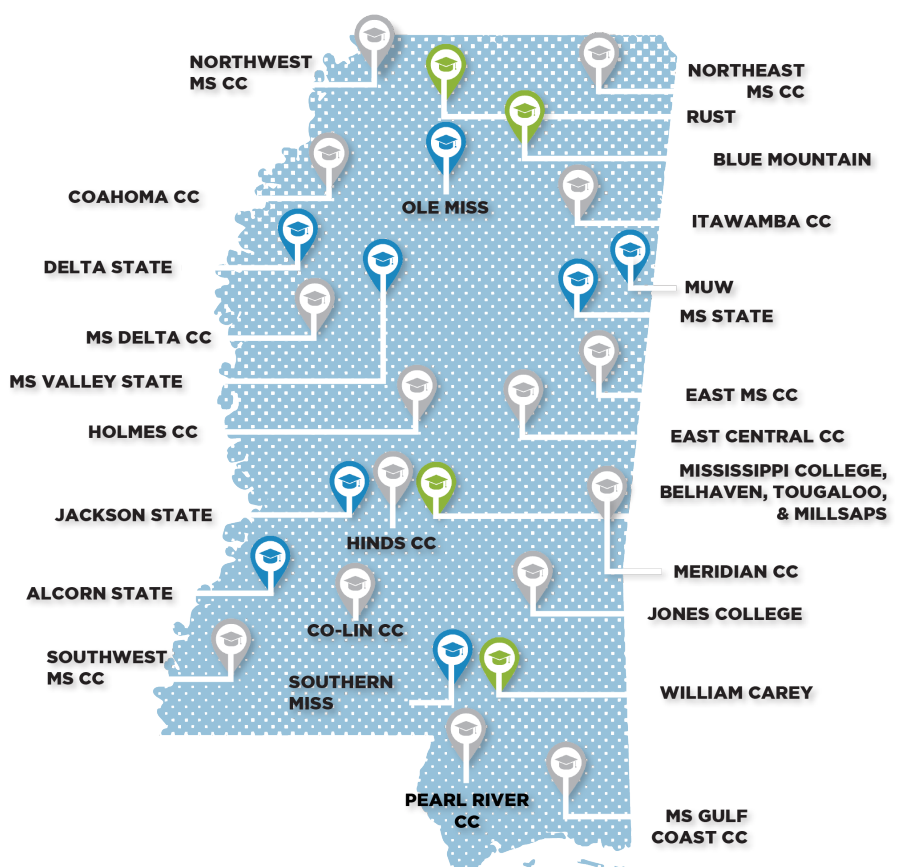 NORTHWEST
MS CC
NORTHEAST
MS CC
RUST
BLUE MOUNTAIN
COAHOMA CC
OLE MISS
ITAWAMBA CC
DELTA STATE
MUW
MS STATE
MS DELTA CC
MS VALLEY STATE
EAST MS CC
HOLMES CC
EAST CENTRAL CC
MISSISSIPPI COLLEGE,
BELHAVEN, TOUGALOO,
& MILLSAPS
JACKSON STATE
HINDS CC
MERIDIAN CC
ALCORN STATE
JONES COLLEGE
CO-LIN CC
SOUTHWEST
MS CC
SOUTHERN
MISS
WILLIAM CAREY
PEARL RIVER
CC
MS GULF
COAST CC